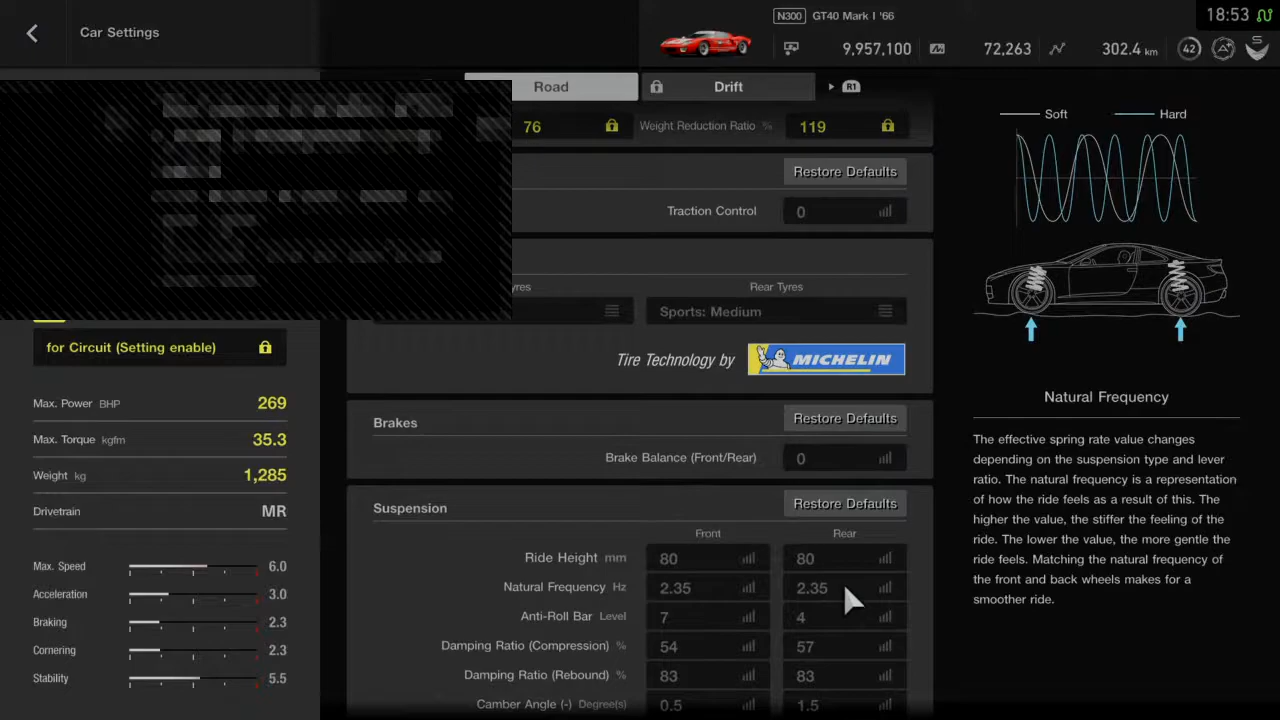 N300 GT40 Mark I '66
18:53
Car Settings
9,957,100 72,263 302.4 km 42 S
Road Drift R1
76 Weight Reduction Ratio % 119
Restore Defaults
Traction Control 0
yres Rear Tyres
Sports: Medium
Tire Technology by MICHELIN
for Circuit (Setting enable)
Max. Power BHP 269
Max. Torque kgfm 35.3
Weight kg 1,285
Drivetrain MR
Max. Speed 6.0
Acceleration 3.0
Braking 2.3
Cornering 2.3
Stability 5.5
Brakes Restore Defaults
Brake Balance (Front/Rear) 0
Suspension Restore Defaults
Front Rear
Ride Height mm 80 80
Natural Frequency Hz 2.35 2.35
Anti-Roll Bar Level 7 4
Damping Ratio (Compression) % 54 57
Damping Ratio (Rebound) % 83 83
Camber Angle (-) Degree(s) 0.5 1.5
Soft Hard
Natural Frequency
The effective spring rate value changes
depending on the suspension type and lever
ratio. The natural frequency is a representation
of how the ride feels as a result of this. The
higher the value, the stiffer the feeling of the
ride. The lower the value, the more gentle the
ride feels. Matching the natural frequency of
the front and back wheels makes for a
smoother ride.